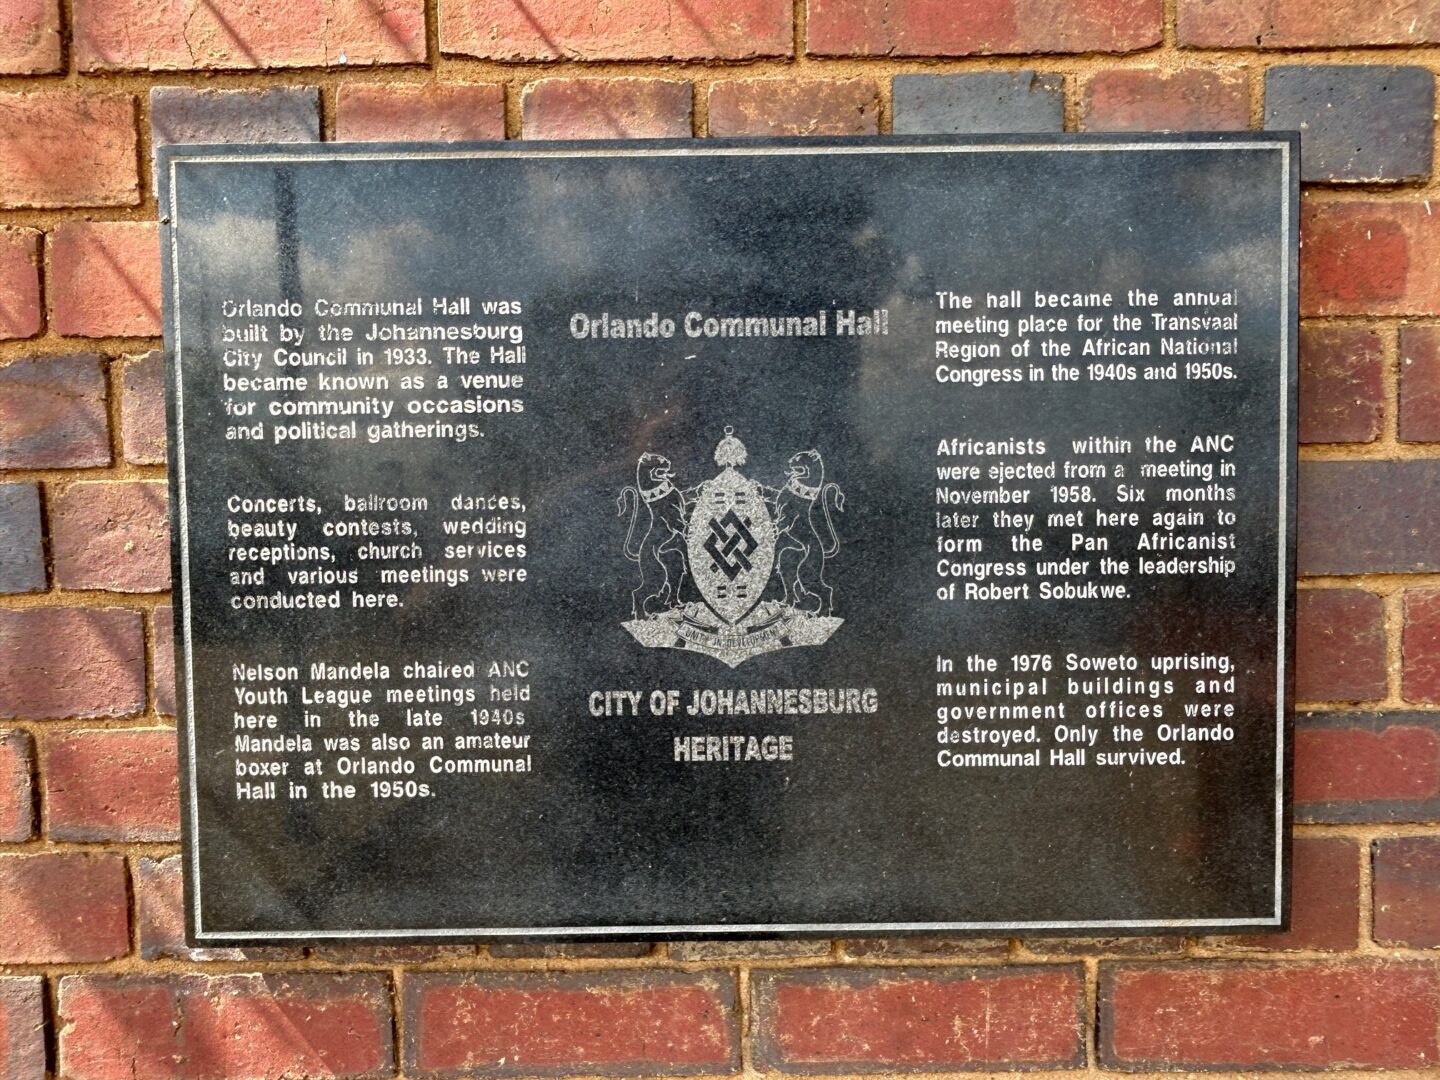 Orlando Communal Hall was
built by the Johannesburg
City Council in 1933. The Hall
became known as a venue
for community occasions
and political gatherings.
Concerts, ballroom dances,
beauty contests, wedding
receptions, church services
and various meetings were
conducted here.
Nelson Mandela chaired ANC
Youth League meetings held
here in the late 1940s
Mandela was also an amateur
boxer at Orlando Communal
Hall in the 1950s.
Orlando Communal Hall
UNITY IN DEVELOPMENT
CITY OF JOHANNESBURG
HERITAGE
The hall became the annual
meeting place for the Transvaal
Region of the African National
Congress in the 1940s and 1950s.
Africanists within the ANC
were ejected from a meeting in
November 1958. Six months
later they met here again to
form the Pan Africanist
Congress under the leadership
of Robert Sobukwe.
In the 1976 Soweto uprising,
municipal buildings and
government offices were
destroyed. Only the Orlando
Communal Hall survived.